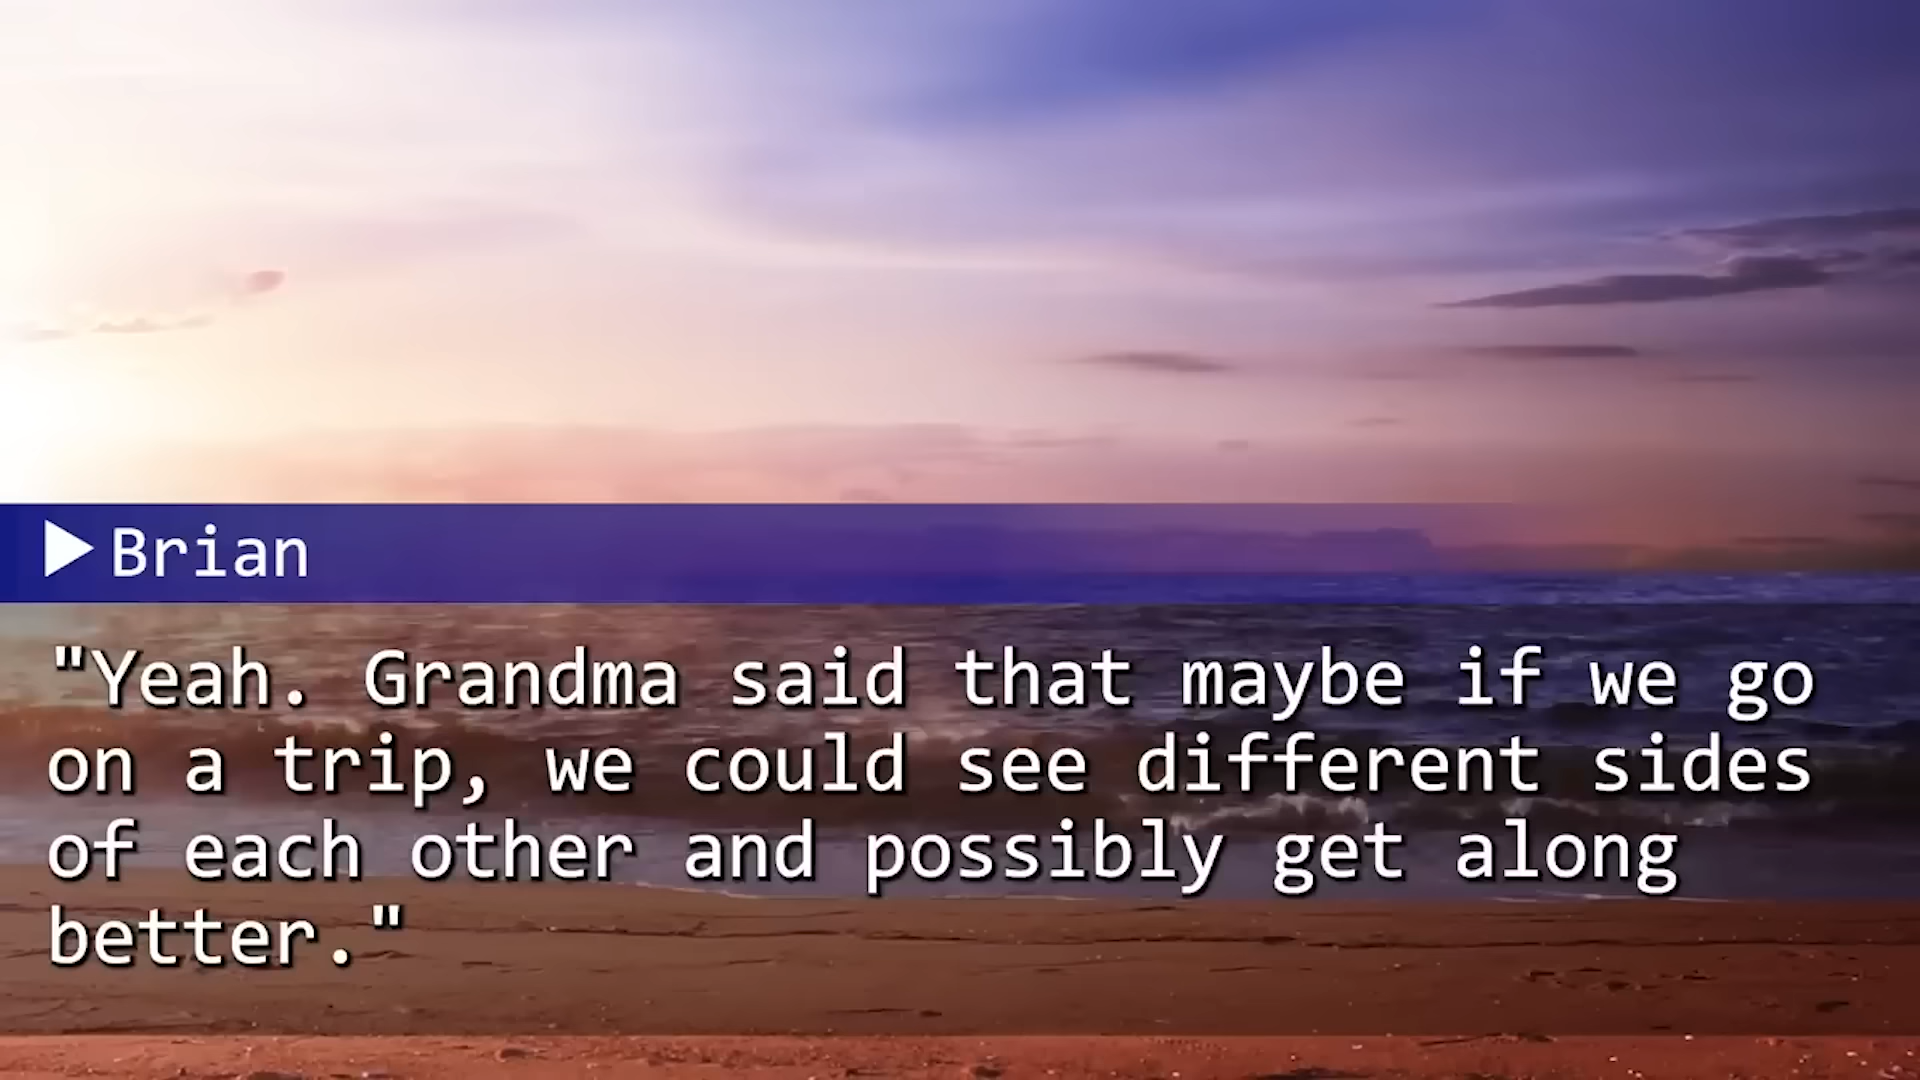 Brian
"Yeah. Grandma said that maybe if we go
on a trip, we could see different sides
of each other and possibly get along
better."